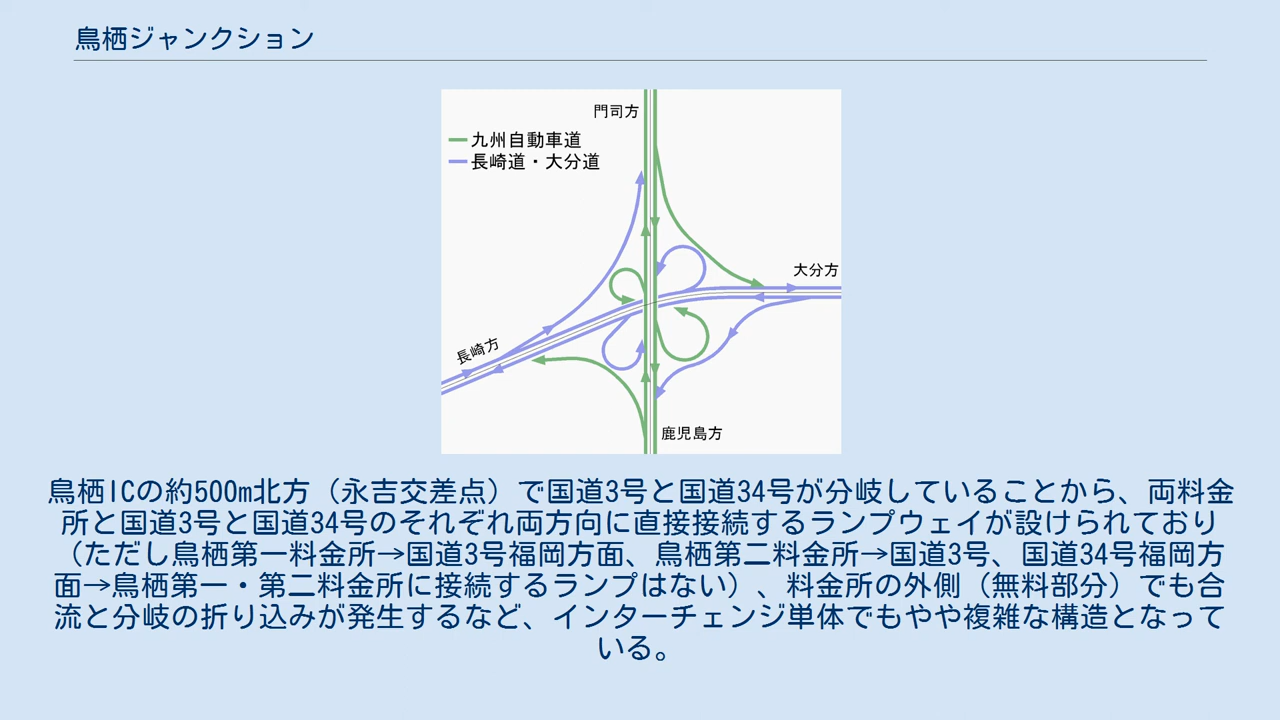 鳥栖ジャンクション
門司方
九州自動車道
長崎道・大分道
大分方
長崎方
鹿児島方
鳥栖ICの約500m北方（永吉交差点）で国道3号と国道34号が分岐していることから、両料金
所と国道3号と国道34号のそれぞれ両方向に直接接続するランプウェイが設けられており
（ただし鳥栖第一料金所→国道3号福岡方面、鳥栖第二料金所→国道3号、国道34号福岡方
面→鳥栖第一・第二料金所に接続するランプはない）、料金所の外側（無料部分）でも合
流と分岐の折り込みが発生するなど、インターチェンジ単体でもやや複雑な構造となって
いる。